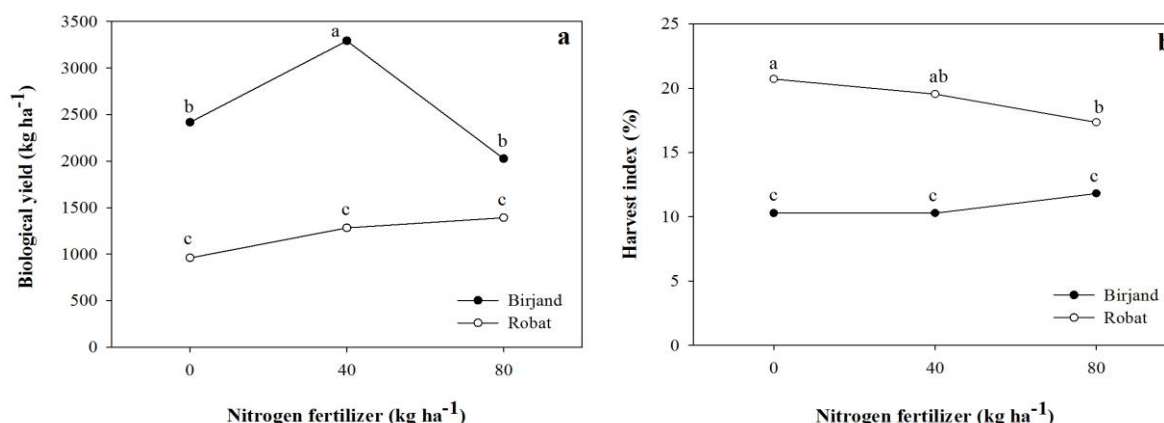 a
3500
3000
2500
2000
1500
1000
500
0
Biological yield (kg ha⁻¹)
b
a
b
c
c
c
Birjand
Robat
0 40 80
Nitrogen fertilizer (kg ha⁻¹)
b
25
20
15
10
5
0
Harvest index (%)
a
ab
b
c
c
c
Birjand
Robat
0 40 80
Nitrogen fertilizer (kg ha⁻¹)